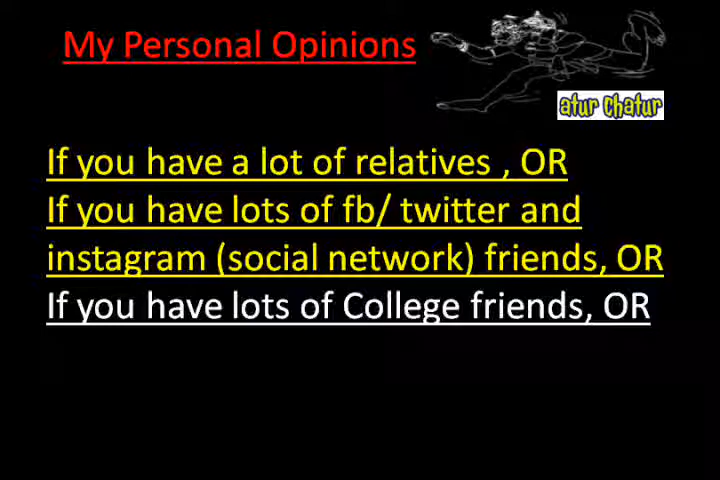 My Personal Opinions
atur chatur
If you have a lot of relatives , OR
If you have lots of fb/ twitter and
instagram (social network) friends, OR
If you have lots of College friends, OR